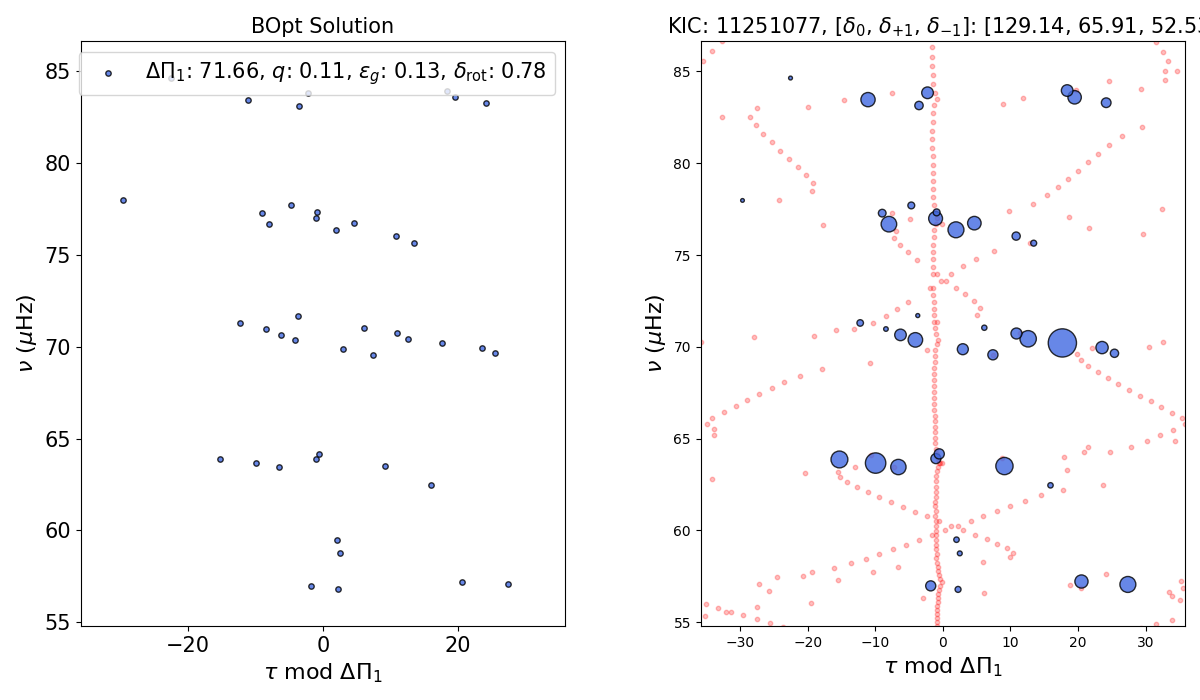 BOpt Solution
ΔΠ₁: 71.66, q: 0.11, ε_g: 0.13, δ_rot: 0.78
85
80
75
70
65
60
55
ν (μHz)
−20 0 20
τ mod ΔΠ₁
KIC: 11251077, [δ₀, δ₊₁, δ₋₁]: [129.14, 65.91, 52.53
85
80
75
70
65
60
55
ν (μHz)
−30 −20 −10 0 10 20 30
τ mod ΔΠ₁